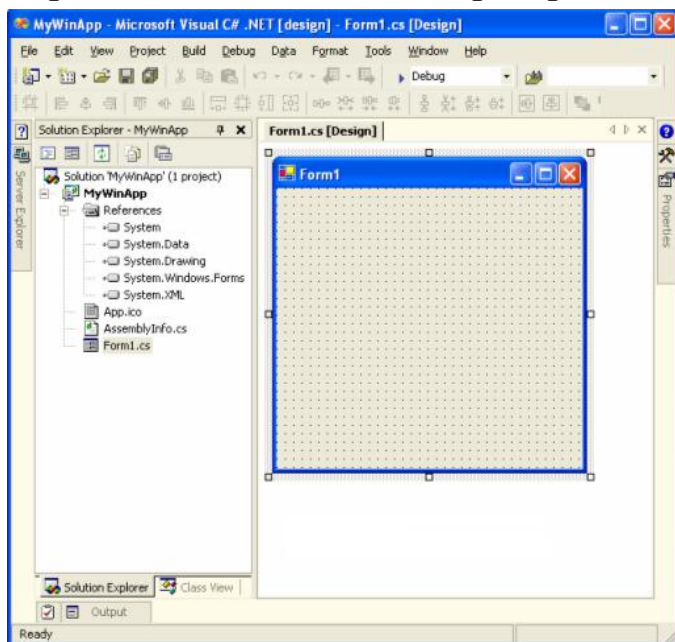 MyWinApp - Microsoft Visual C# .NET [design] - Form1.cs [Design]
File Edit View Project Build Debug Data Format Tools Window Help
Debug
Solution Explorer - MyWinApp
Form1.cs [Design]
Server Explorer
Solution 'MyWinApp' (1 project)
MyWinApp
References
System
System.Data
System.Drawing
System.Windows.Forms
System.XML
App.ico
AssemblyInfo.cs
Form1.cs
Form1
Properties
Solution Explorer Class View
Output
Ready